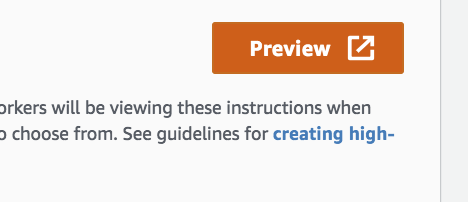 Preview
orkers will be viewing these instructions when
o choose from. See guidelines for creating high-